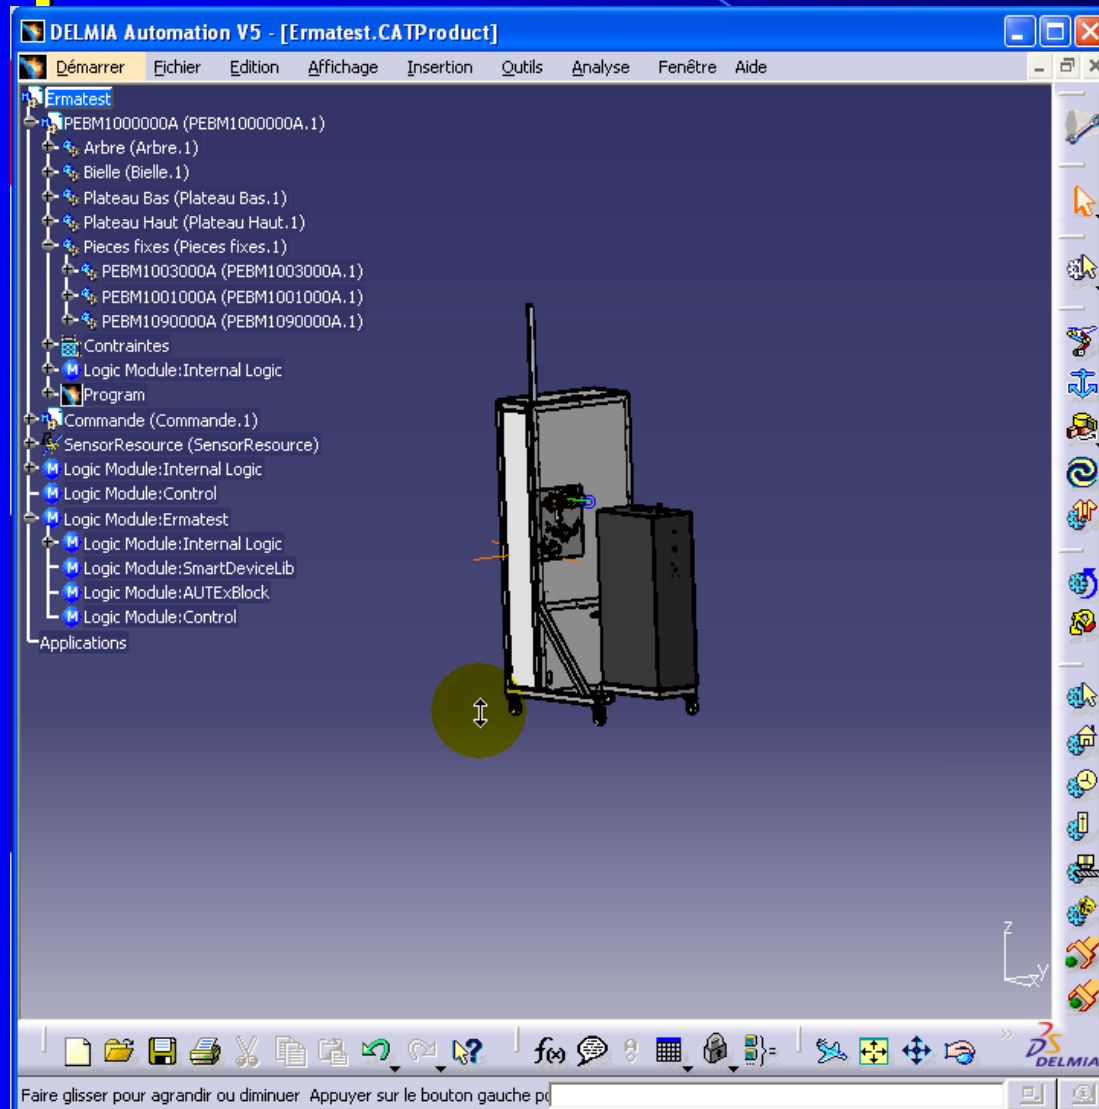 DELMIA Automation V5 - [Ermatest.CATProduct]
Démarrer Fichier Edition Affichage Insertion Outils Analyse Fenêtre Aide
Ermatest
PEBM1000000A (PEBM1000000A.1)
Arbre (Arbre.1)
Bielle (Bielle.1)
Plateau Bas (Plateau Bas.1)
Plateau Haut (Plateau Haut.1)
Pieces fixes (Pieces fixes.1)
PEBM1003000A (PEBM1003000A.1)
PEBM1001000A (PEBM1001000A.1)
PEBM1090000A (PEBM1090000A.1)
Contraintes
Logic Module:Internal Logic
Program
Commande (Commande.1)
SensorResource (SensorResource)
Logic Module:Internal Logic
Logic Module:Control
Logic Module:Ermatest
Logic Module:Internal Logic
Logic Module:SmartDeviceLib
Logic Module:AUTExBlock
Logic Module:Control
Applications
z
x y
f(x)
DS
DELMIA
Faire glisser pour agrandir ou diminuer Appuyer sur le bouton gauche po